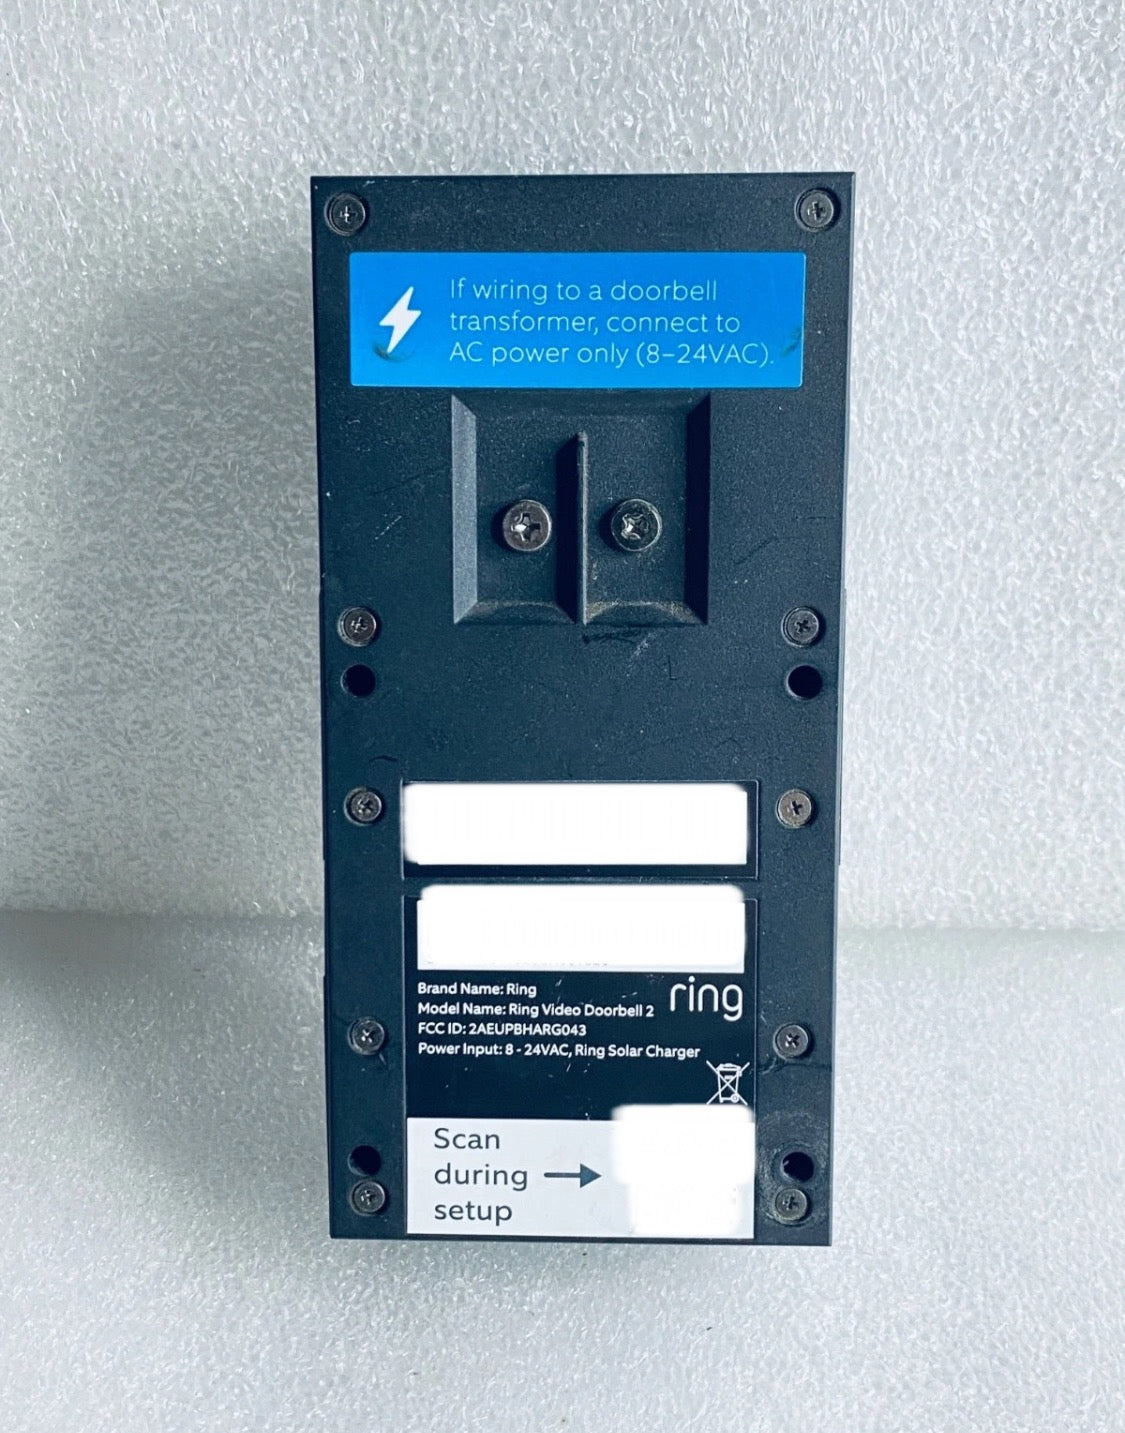 If wiring to a doorbell
transformer, connect to
AC power only (8–24VAC).
Brand Name: Ring
Model Name: Ring Video Doorbell 2
FCC ID: 2AEUPBHARG043
Power Input: 8 - 24VAC, Ring Solar Charger
ring
Scan
during
setup